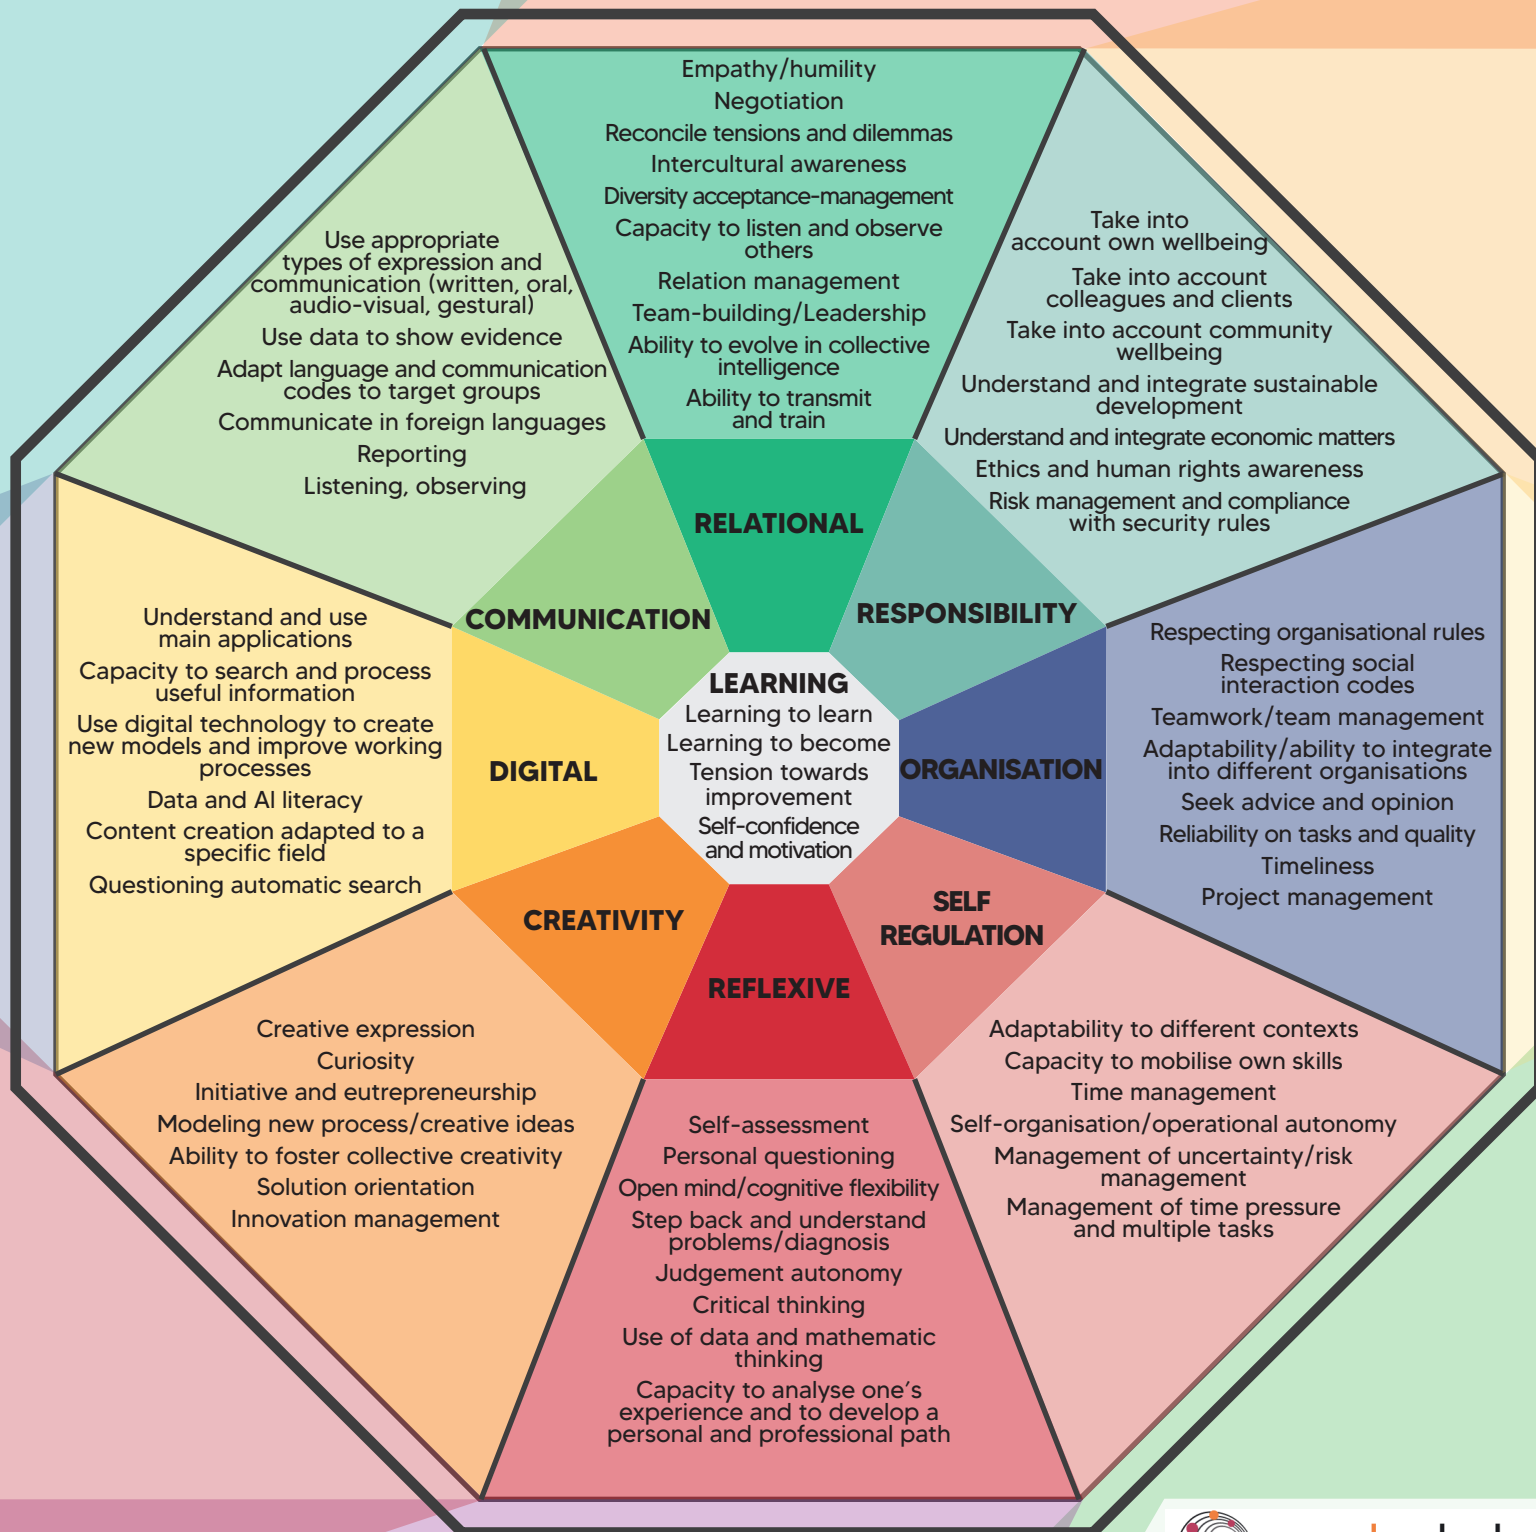 Empathy/humility
Negotiation
Reconcile tensions and dilemmas
Intercultural awareness
Diversity acceptance-management
Capacity to listen and observe
others
Relation management
Team-building/Leadership
Ability to evolve in collective
intelligence
Ability to transmit
and train
RELATIONAL
Take into
account own wellbeing
Take into account
colleagues and clients
Take into account community
wellbeing
Understand and integrate sustainable
development
Understand and integrate economic matters
Ethics and human rights awareness
Risk management and compliance
with security rules
RESPONSIBILITY
Respecting organisational rules
Respecting social
interaction codes
Teamwork/team management
Adaptability/ability to integrate
into different organisations
Seek advice and opinion
Reliability on tasks and quality
Timeliness
Project management
ORGANISATION
SELF
REGULATION
Adaptability to different contexts
Capacity to mobilise own skills
Time management
Self-organisation/operational autonomy
Management of uncertainty/risk
management
Management of time pressure
and multiple tasks
REFLEXIVE
Self-assessment
Personal questioning
Open mind/cognitive flexibility
Step back and understand
problems/diagnosis
Judgement autonomy
Critical thinking
Use of data and mathematic
thinking
Capacity to analyse one’s
experience and to develop a
personal and professional path
CREATIVITY
Creative expression
Curiosity
Initiative and eutrepreneurship
Modeling new process/creative ideas
Ability to foster collective creativity
Solution orientation
Innovation management
DIGITAL
Understand and use
main applications
Capacity to search and process
useful information
Use digital technology to create
new models and improve working
processes
Data and AI literacy
Content creation adapted to a
specific field
Questioning automatic search
COMMUNICATION
Use appropriate
types of expression and
communication (written, oral,
audio-visual, gestural)
Use data to show evidence
Adapt language and communication
codes to target groups
Communicate in foreign languages
Reporting
Listening, observing
LEARNING
Learning to learn
Learning to become
Tension towards
improvement
Self-confidence
and motivation